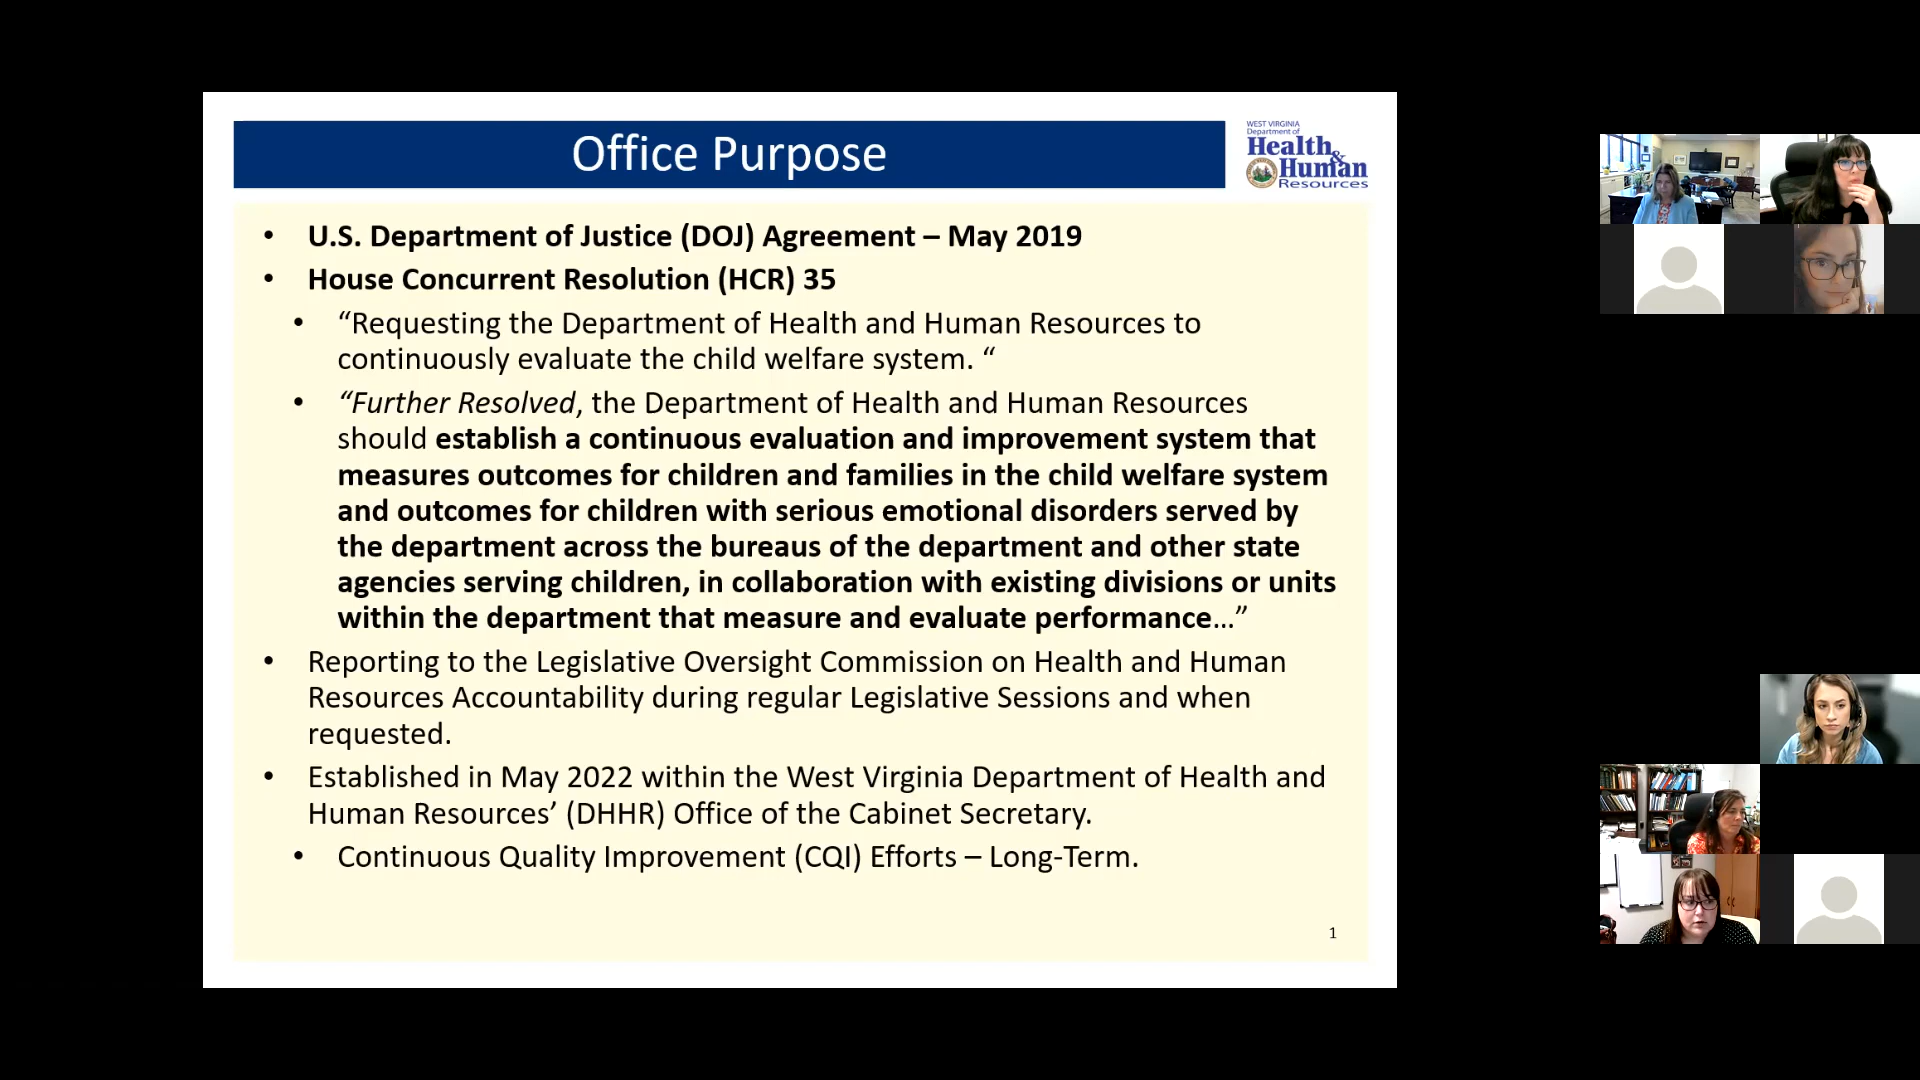 Office Purpose
WEST VIRGINIA
Department of
Health &
Human
Resources
• U.S. Department of Justice (DOJ) Agreement – May 2019
• House Concurrent Resolution (HCR) 35
• “Requesting the Department of Health and Human Resources to
continuously evaluate the child welfare system. “
• “Further Resolved, the Department of Health and Human Resources
should establish a continuous evaluation and improvement system that
measures outcomes for children and families in the child welfare system
and outcomes for children with serious emotional disorders served by
the department across the bureaus of the department and other state
agencies serving children, in collaboration with existing divisions or units
within the department that measure and evaluate performance…”
• Reporting to the Legislative Oversight Commission on Health and Human
Resources Accountability during regular Legislative Sessions and when
requested.
• Established in May 2022 within the West Virginia Department of Health and
Human Resources’ (DHHR) Office of the Cabinet Secretary.
• Continuous Quality Improvement (CQI) Efforts – Long-Term.
1